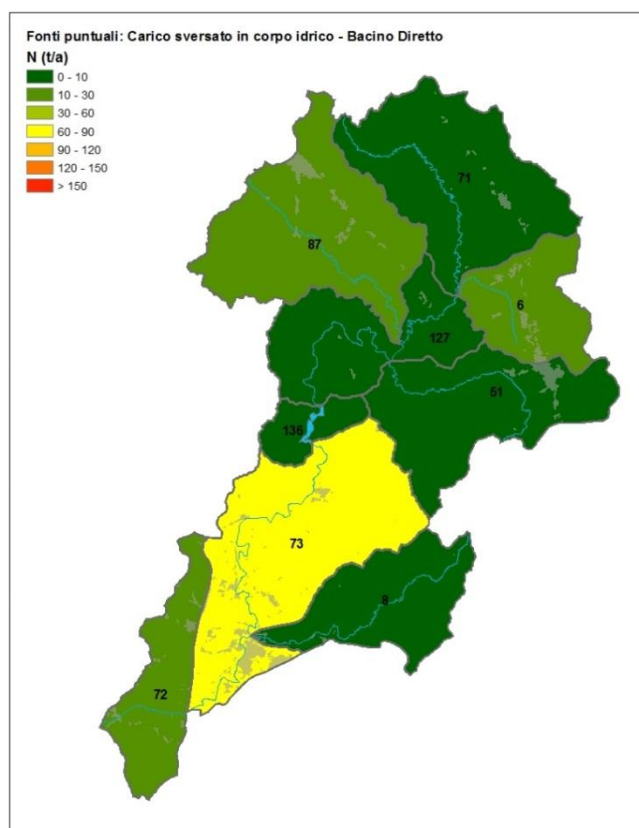 Fonti puntuali: Carico sversato in corpo idrico - Bacino Diretto
N (t/a)
0 - 10
10 - 30
30 - 60
60 - 90
90 - 120
120 - 150
> 150
71
87
6
127
51
136
73
8
72